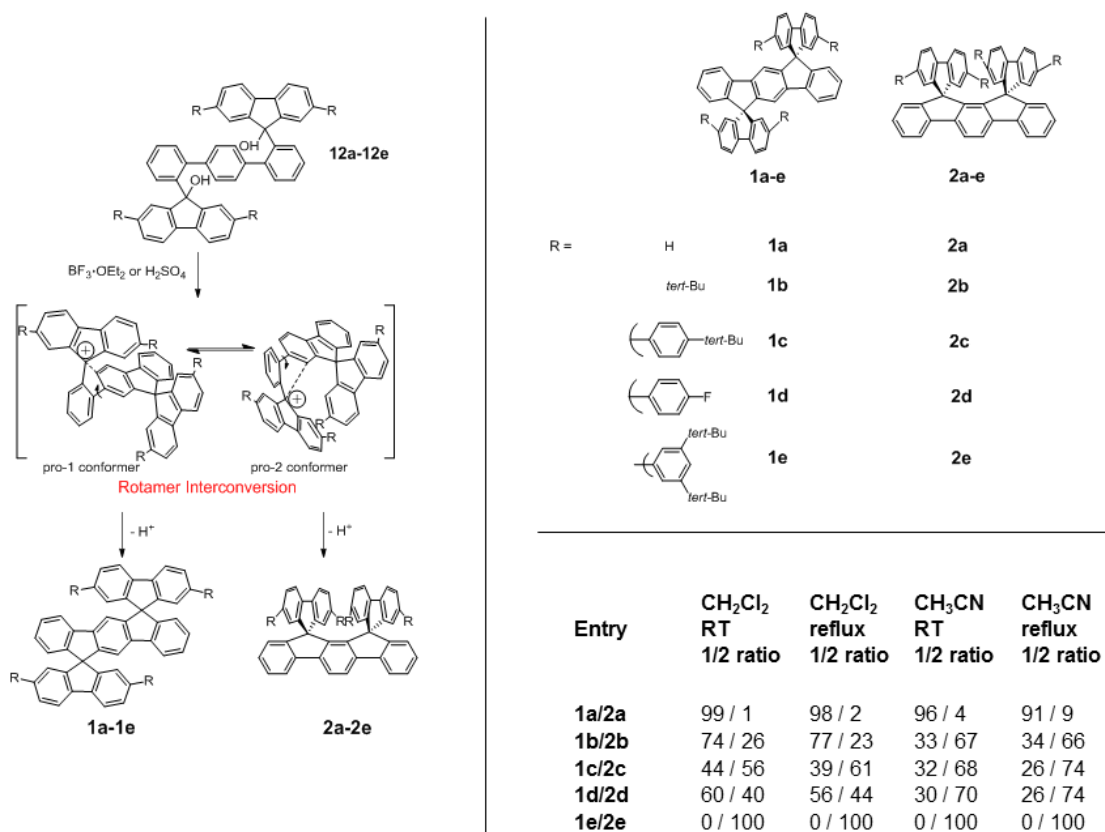 R
R
OH
OH
R
R
12a-12e
BF3·OEt2 or H2SO4
R
R
R
R
R
R
R
R
pro-1 conformer
pro-2 conformer
Rotamer Interconversion
- H+
- H+
R
R
R
R
1a-1e
R
R
R
R
2a-2e
R
R
R
R
1a-e
R
R
R
R
2a-e
R =
H
1a
2a
tert-Bu
1b
2b
tert-Bu
1c
2c
F
1d
2d
tert-Bu
tert-Bu
1e
2e
Entry
CH2Cl2
RT
1/2 ratio
CH2Cl2
reflux
1/2 ratio
CH3CN
RT
1/2 ratio
CH3CN
reflux
1/2 ratio
1a/2a 99 / 1 98 / 2 96 / 4 91 / 9
1b/2b 74 / 26 77 / 23 33 / 67 34 / 66
1c/2c 44 / 56 39 / 61 32 / 68 26 / 74
1d/2d 60 / 40 56 / 44 30 / 70 26 / 74
1e/2e 0 / 100 0 / 100 0 / 100 0 / 100